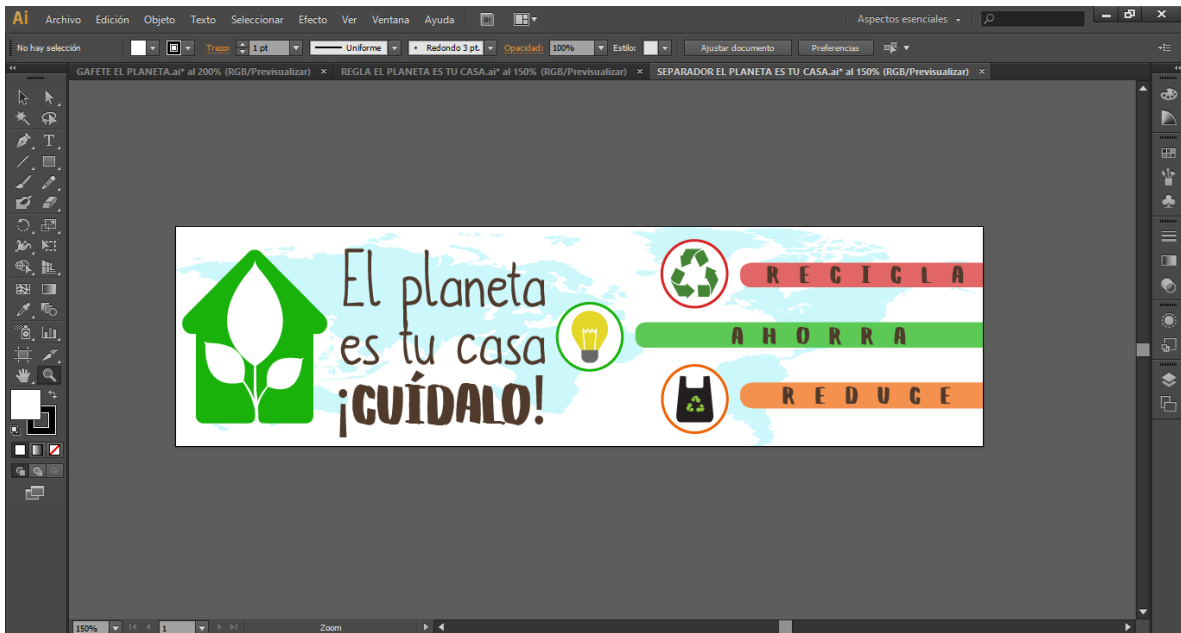 Ai Archivo Edición Objeto Texto Seleccionar Efecto Ver Ventana Ayuda Br Aspectos esenciales
No hay selección Trazo: 1 pt Uniforme Redondo 3 pt. Opacidad: 100% Estilo: Ajustar documento Preferencias
GAFETE EL PLANETA.ai* al 200% (RGB/Previsualizar) × REGLA EL PLANETA ES TU CASA.ai* al 150% (RGB/Previsualizar) × SEPARADOR EL PLANETA ES TU CASA.ai* al 150% (RGB/Previsualizar) ×
El planeta
es tu casa
¡CUÍDALO!
RECICLA
AHORRA
REDUCE
150% 1 Zoom